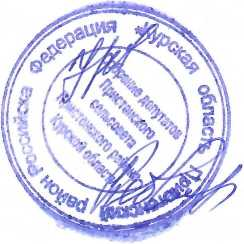 Российская Федерация Курская область Пристенский район
Собрание депутатов
Пристенского
сельсовета
Пристенского района
Курской области